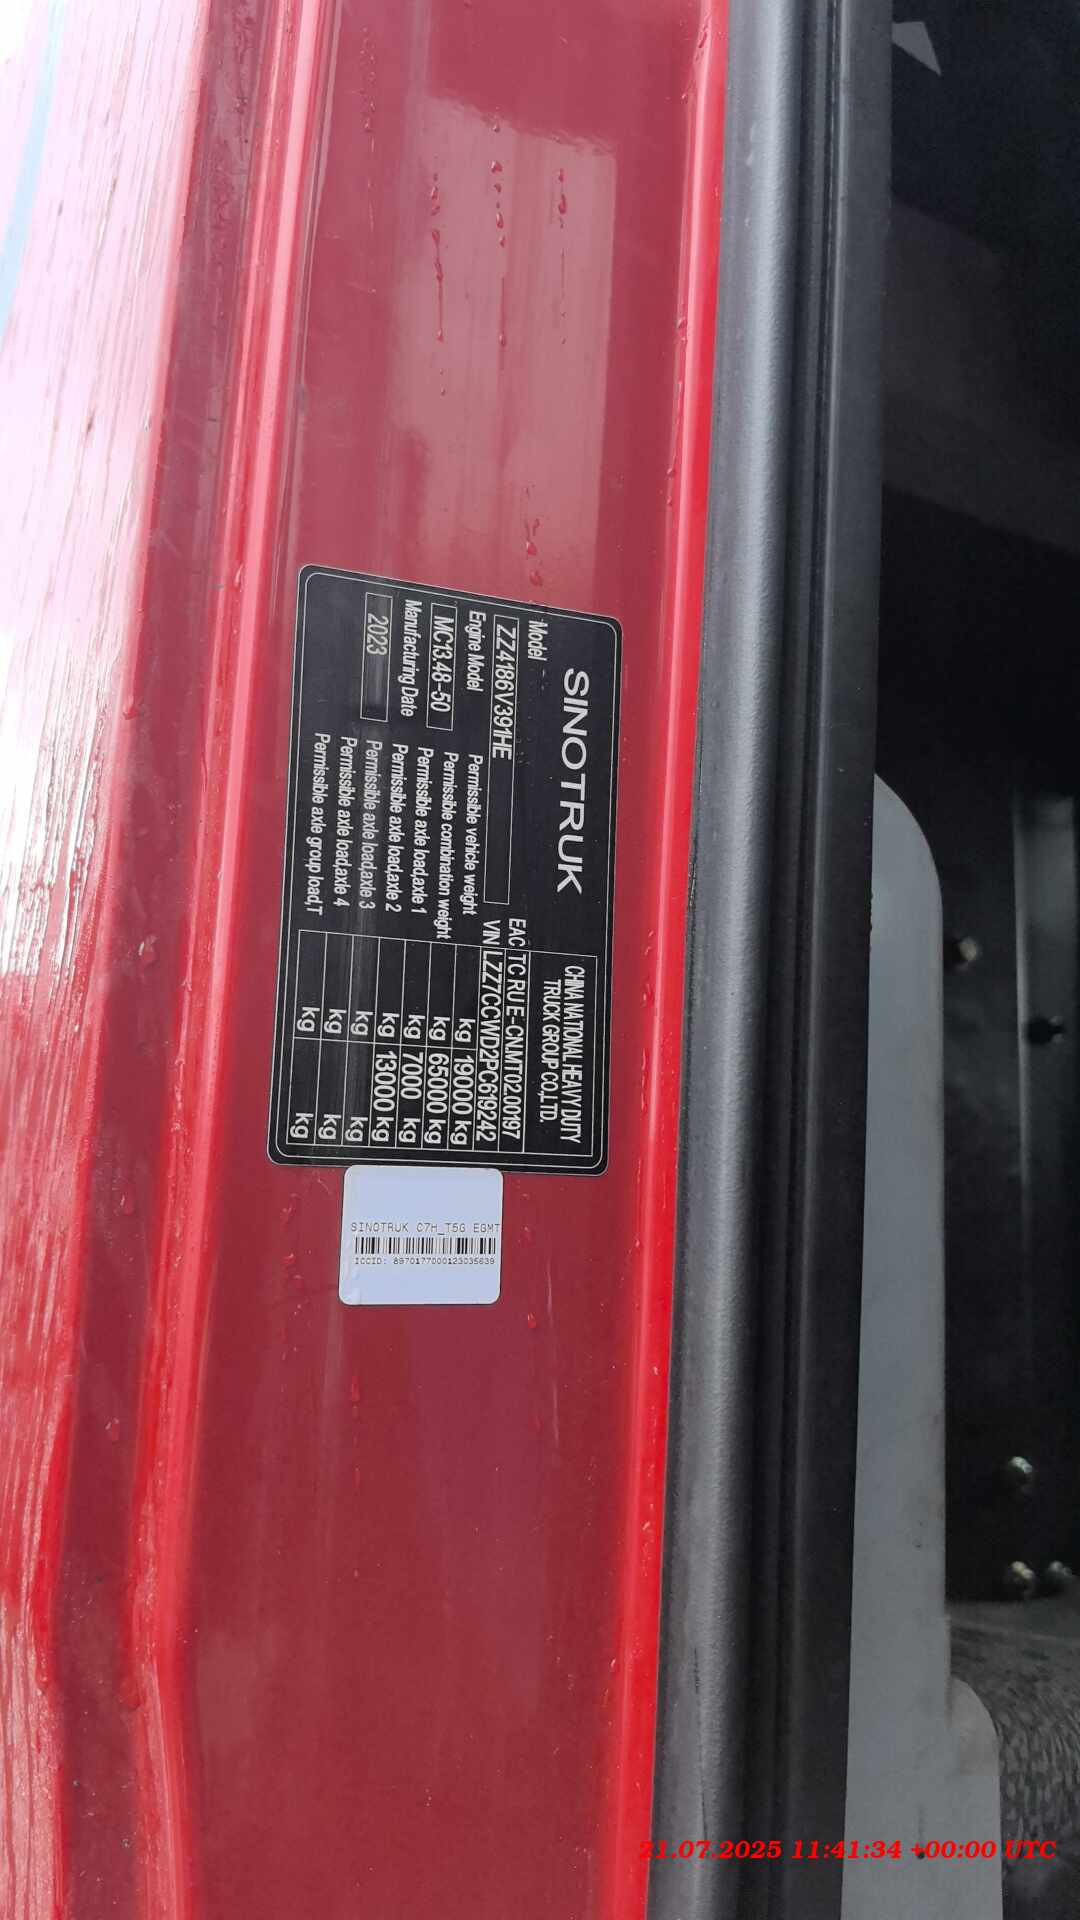 SINOTRUK
CHINA NATIONAL HEAVY DUTY
TRUCK GROUP CO.,LTD.
Model
ZZ4186V391HE
EAC TC RU E-CN.MT02.00197
VIN LZZ7CCWD2PC619242
Engine Model
MC13.48-50
Manufacturing Date
2023
Permissible vehicle weight kg 19000 kg
Permissible combination weight kg 65000 kg
Permissible axle load,axle 1 kg 7000 kg
Permissible axle load,axle 2 kg 13000 kg
Permissible axle load,axle 3 kg kg
Permissible axle load,axle 4 kg kg
Permissible axle group load,T kg kg
SINOTRUK C7H_T5G EGMT
ICCID: 8970177000123035639
21.07.2025 11:41:34 +00:00 UTC